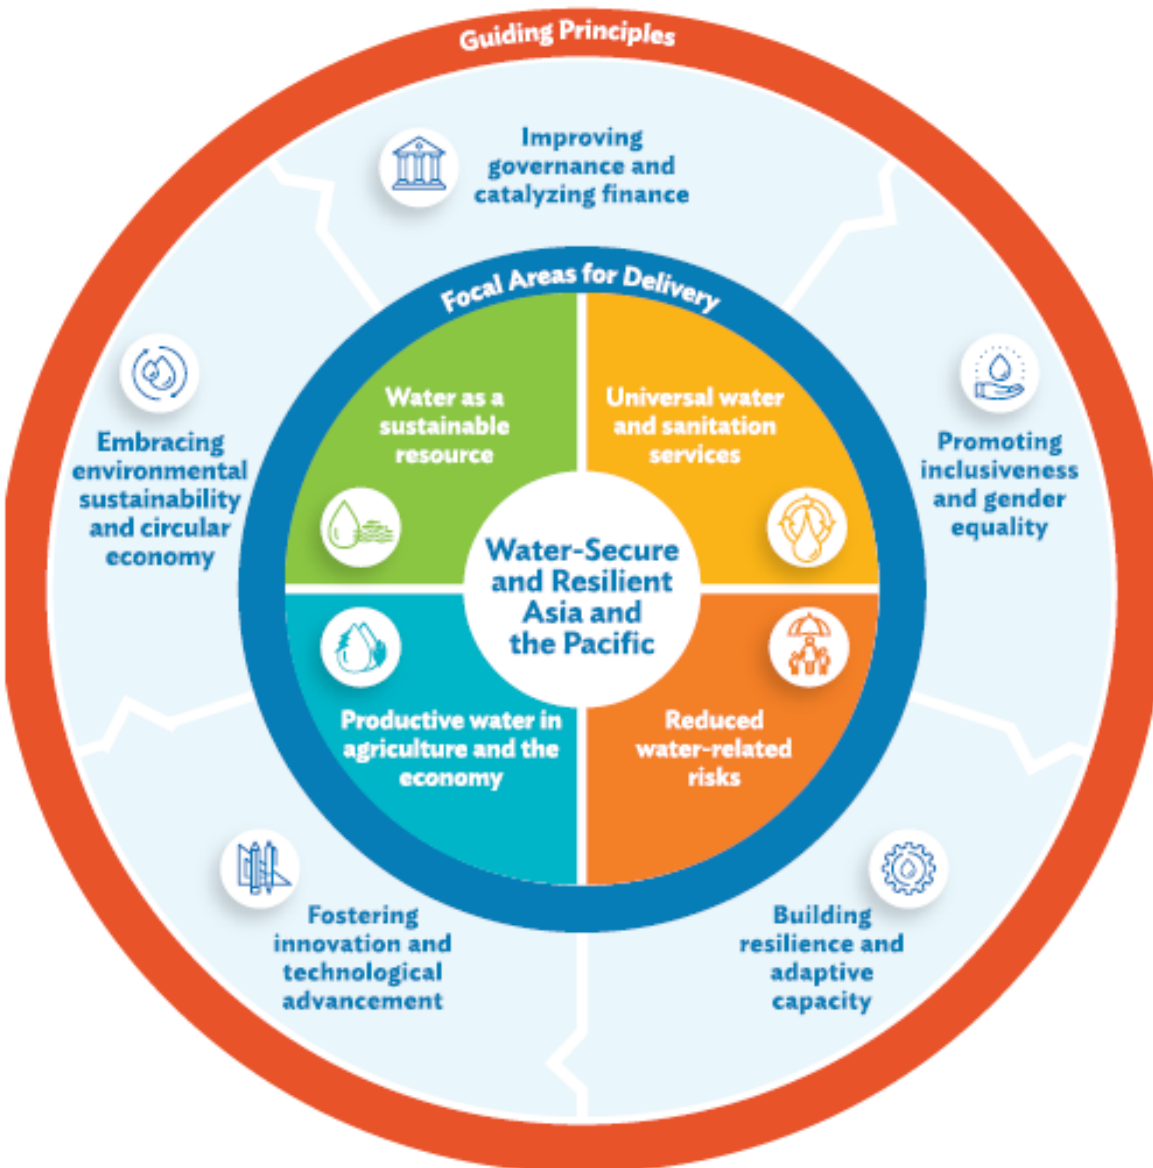 Guiding Principles
Improving
governance and
catalyzing finance
Focal Areas for Delivery
Embracing
environmental
sustainability
and circular
economy
Water as a
sustainable
resource
Universal water
and sanitation
services
Promoting
inclusiveness
and gender
equality
Water-Secure
and Resilient
Asia and
the Pacific
Productive water in
agriculture and the
economy
Reduced
water-related
risks
Fostering
innovation and
technological
advancement
Building
resilience and
adaptive
capacity